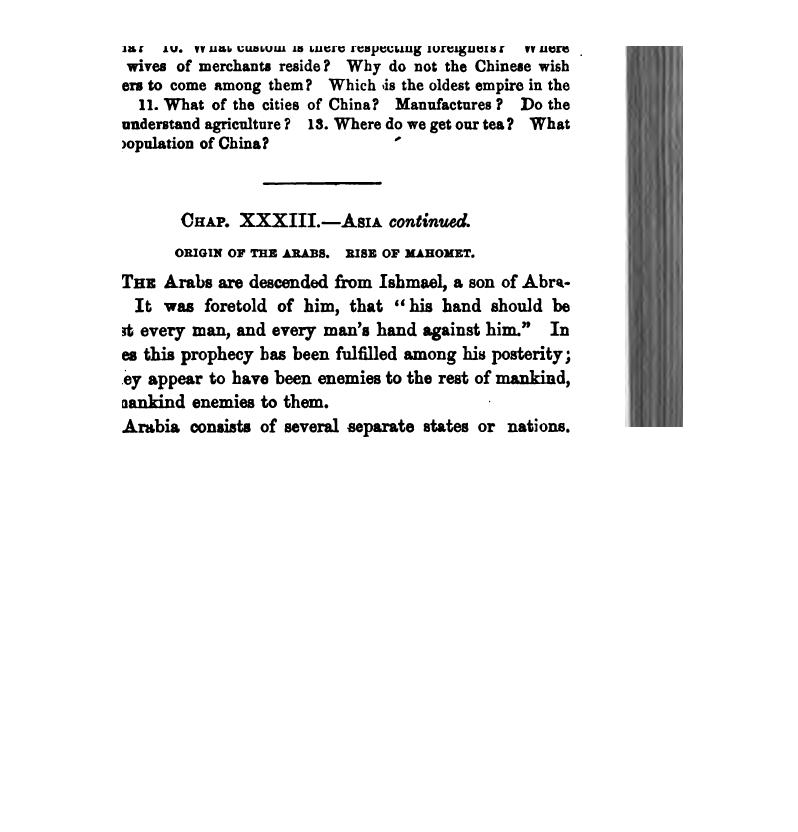 10. What custom is there respecting foreigners? Where
wives of merchants reside? Why do not the Chinese wish
ers to come among them? Which is the oldest empire in the
11. What of the cities of China? Manufactures? Do the
understand agriculture? 13. Where do we get our tea? What
opulation of China?
CHAP. XXXIII.—ASIA continued.
ORIGIN OF THE ARABS. RISE OF MAHOMET.
THE Arabs are descended from Ishmael, a son of Abra-
It was foretold of him, that "his hand should be
st every man, and every man's hand against him." In
es this prophecy has been fulfilled among his posterity;
ey appear to have been enemies to the rest of mankind,
mankind enemies to them.
Arabia consists of several separate states or nations.